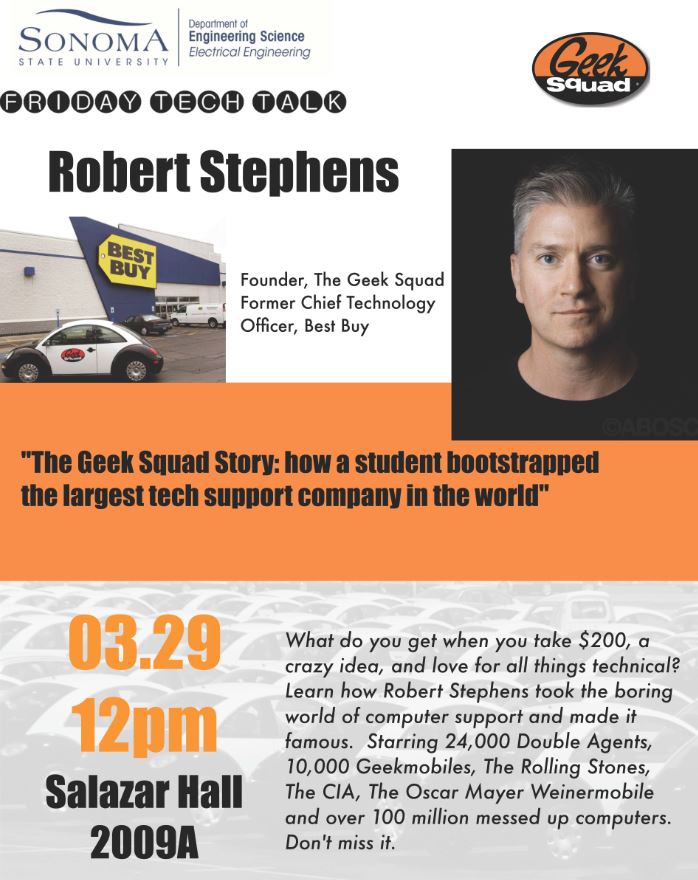 SONOMA
STATE UNIVERSITY
Department of
Engineering Science
Electrical Engineering
Geek
Squad
FRIDAY TECH TALK
Robert Stephens
BEST
BUY
Geek
Squad
Founder, The Geek Squad
Former Chief Technology
Officer, Best Buy
©ABOSC
"The Geek Squad Story: how a student bootstrapped
the largest tech support company in the world"
03.29
12pm
Salazar Hall
2009A
What do you get when you take $200, a
crazy idea, and love for all things technical?
Learn how Robert Stephens took the boring
world of computer support and made it
famous.  Starring 24,000 Double Agents,
10,000 Geekmobiles, The Rolling Stones,
The CIA, The Oscar Mayer Weinermobile
and over 100 million messed up computers.
Don't miss it.